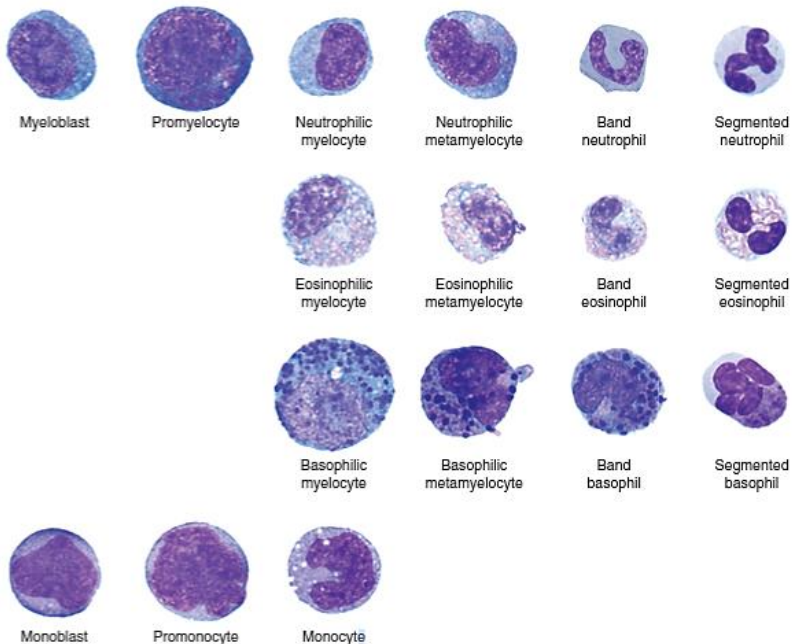 Myeloblast
Promyelocyte
Neutrophilic
myelocyte
Neutrophilic
metamyelocyte
Band
neutrophil
Segmented
neutrophil
Eosinophilic
myelocyte
Eosinophilic
metamyelocyte
Band
eosinophil
Segmented
eosinophil
Basophilic
myelocyte
Basophilic
metamyelocyte
Band
basophil
Segmented
basophil
Monoblast
Promonocyte
Monocyte